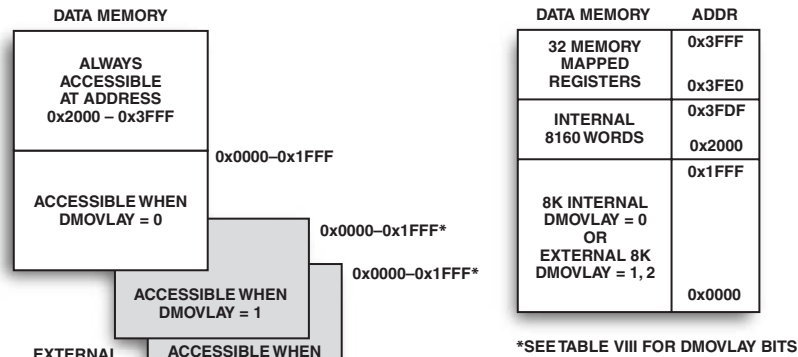 DATA MEMORY
ALWAYS
ACCESSIBLE
AT ADDRESS
0x2000 – 0x3FFF
0x0000–0x1FFF
ACCESSIBLE WHEN
DMOVLAY = 0
0x0000–0x1FFF*
0x0000–0x1FFF*
ACCESSIBLE WHEN
DMOVLAY = 1
EXTERNAL
ACCESSIBLE WHEN
DATA MEMORY
ADDR
32 MEMORY
MAPPED
REGISTERS
0x3FFF
0x3FE0
INTERNAL
8160 WORDS
0x3FDF
0x2000
0x1FFF
8K INTERNAL
DMOVLAY = 0
OR
EXTERNAL 8K
DMOVLAY = 1, 2
0x0000
*SEE TABLE VIII FOR DMOVLAY BITS